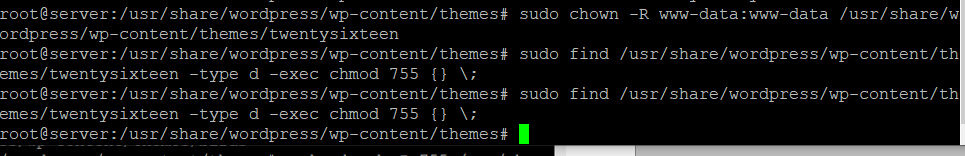 root@server:/usr/share/wordpress/wp-content/themes# sudo chown -R www-data:www-data /usr/share/w
ordpress/wp-content/themes/twentysixteen
root@server:/usr/share/wordpress/wp-content/themes# sudo find /usr/share/wordpress/wp-content/th
emes/twentysixteen -type d -exec chmod 755 {} \;
root@server:/usr/share/wordpress/wp-content/themes# sudo find /usr/share/wordpress/wp-content/th
emes/twentysixteen -type d -exec chmod 755 {} \;
root@server:/usr/share/wordpress/wp-content/themes#